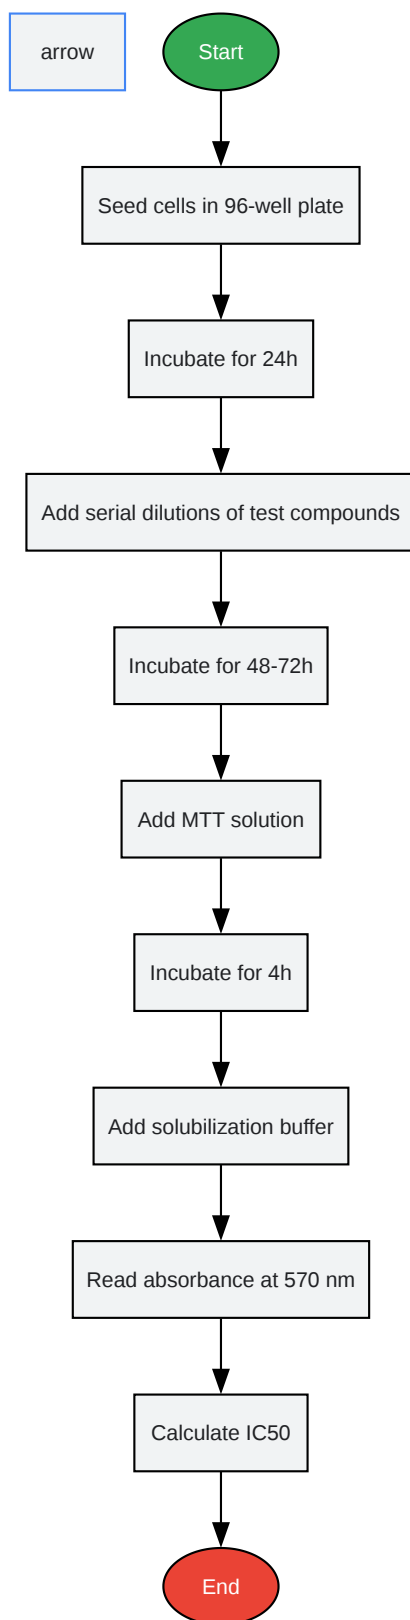 arrow
Start
Seed cells in 96-well plate
Incubate for 24h
Add serial dilutions of test compounds
Incubate for 48-72h
Add MTT solution
Incubate for 4h
Add solubilization buffer
Read absorbance at 570 nm
Calculate IC50
End